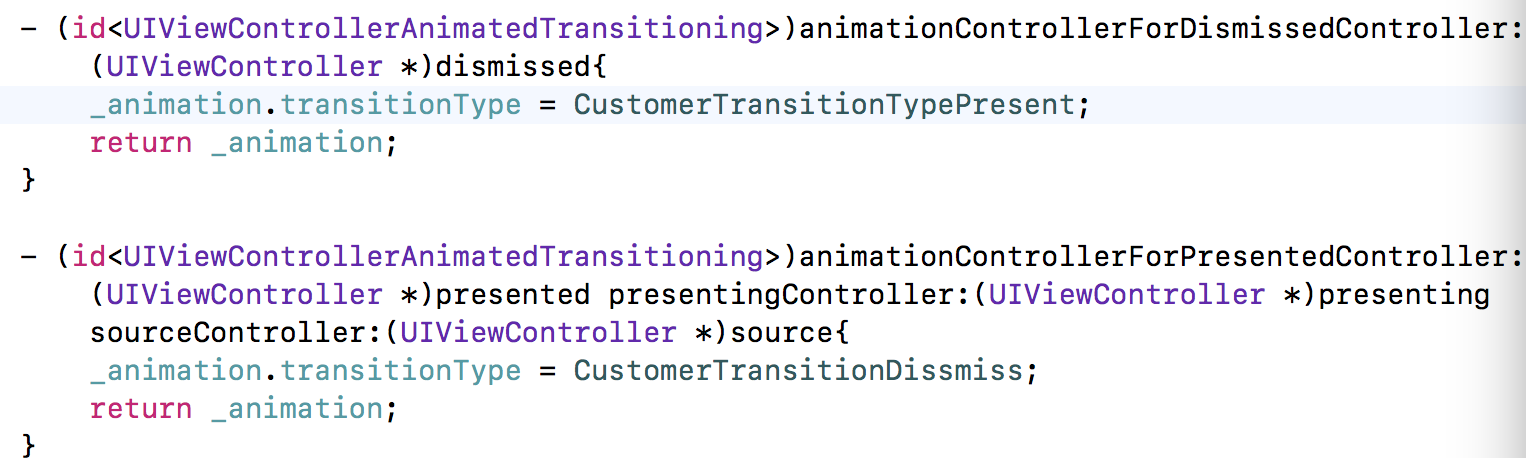 - (id<UIViewControllerAnimatedTransitioning>)animationControllerForDismissedController:
(UIViewController *)dismissed{
_animation.transitionType = CustomerTransitionTypePresent;
return _animation;
}
- (id<UIViewControllerAnimatedTransitioning>)animationControllerForPresentedController:
(UIViewController *)presented presentingController:(UIViewController *)presenting
sourceController:(UIViewController *)source{
_animation.transitionType = CustomerTransitionDissmiss;
return _animation;
}